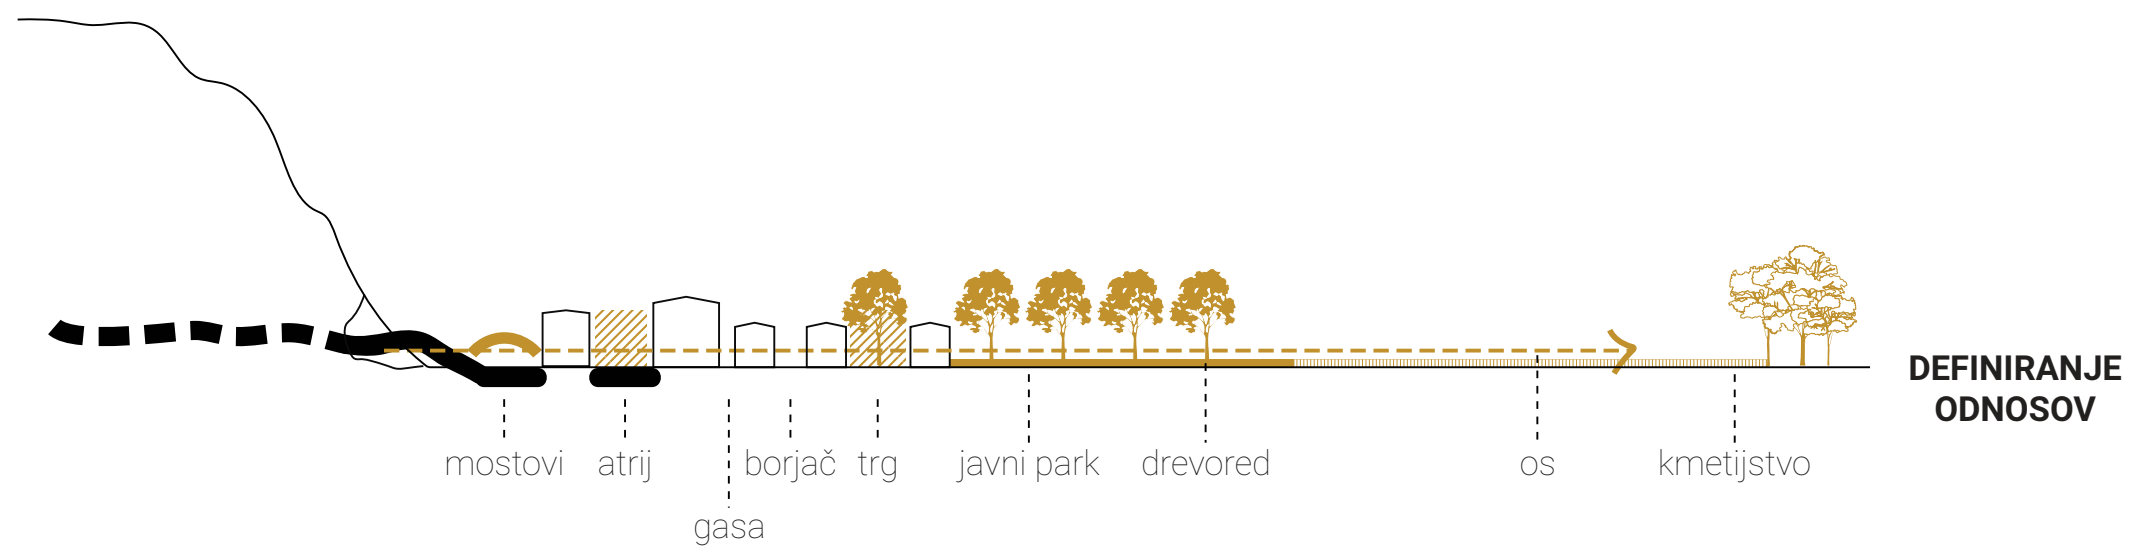 mostovi atrij borjač trg javni park drevored os kmetijstvo
gasa
DEFINIRANJE
ODNOSOV